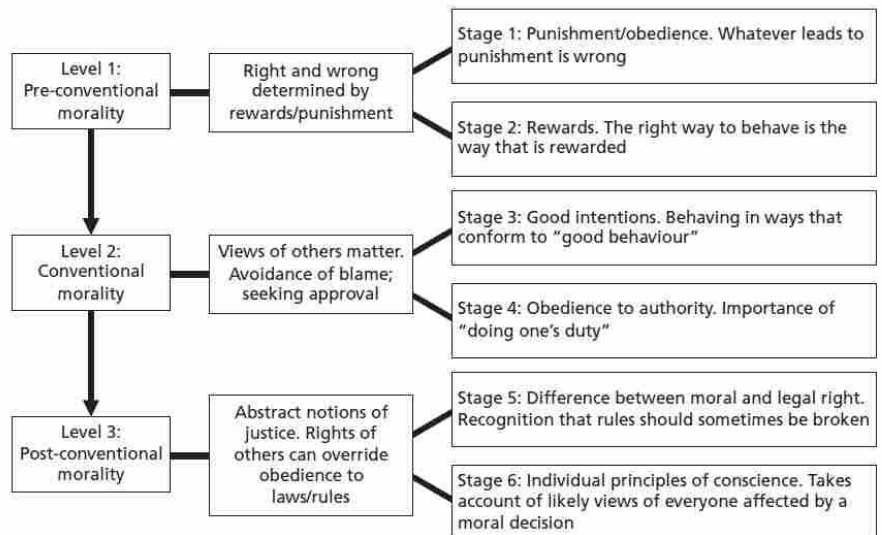 Level 1:
Pre-conventional
morality
Right and wrong
determined by
rewards/punishment
Stage 1: Punishment/obedience. Whatever leads to
punishment is wrong
Stage 2: Rewards. The right way to behave is the
way that is rewarded
Level 2:
Conventional
morality
Views of others matter.
Avoidance of blame;
seeking approval
Stage 3: Good intentions. Behaving in ways that
conform to “good behaviour”
Stage 4: Obedience to authority. Importance of
“doing one’s duty”
Level 3:
Post-conventional
morality
Abstract notions of
justice. Rights of
others can override
obedience to
laws/rules
Stage 5: Difference between moral and legal right.
Recognition that rules should sometimes be broken
Stage 6: Individual principles of conscience. Takes
account of likely views of everyone affected by a
moral decision